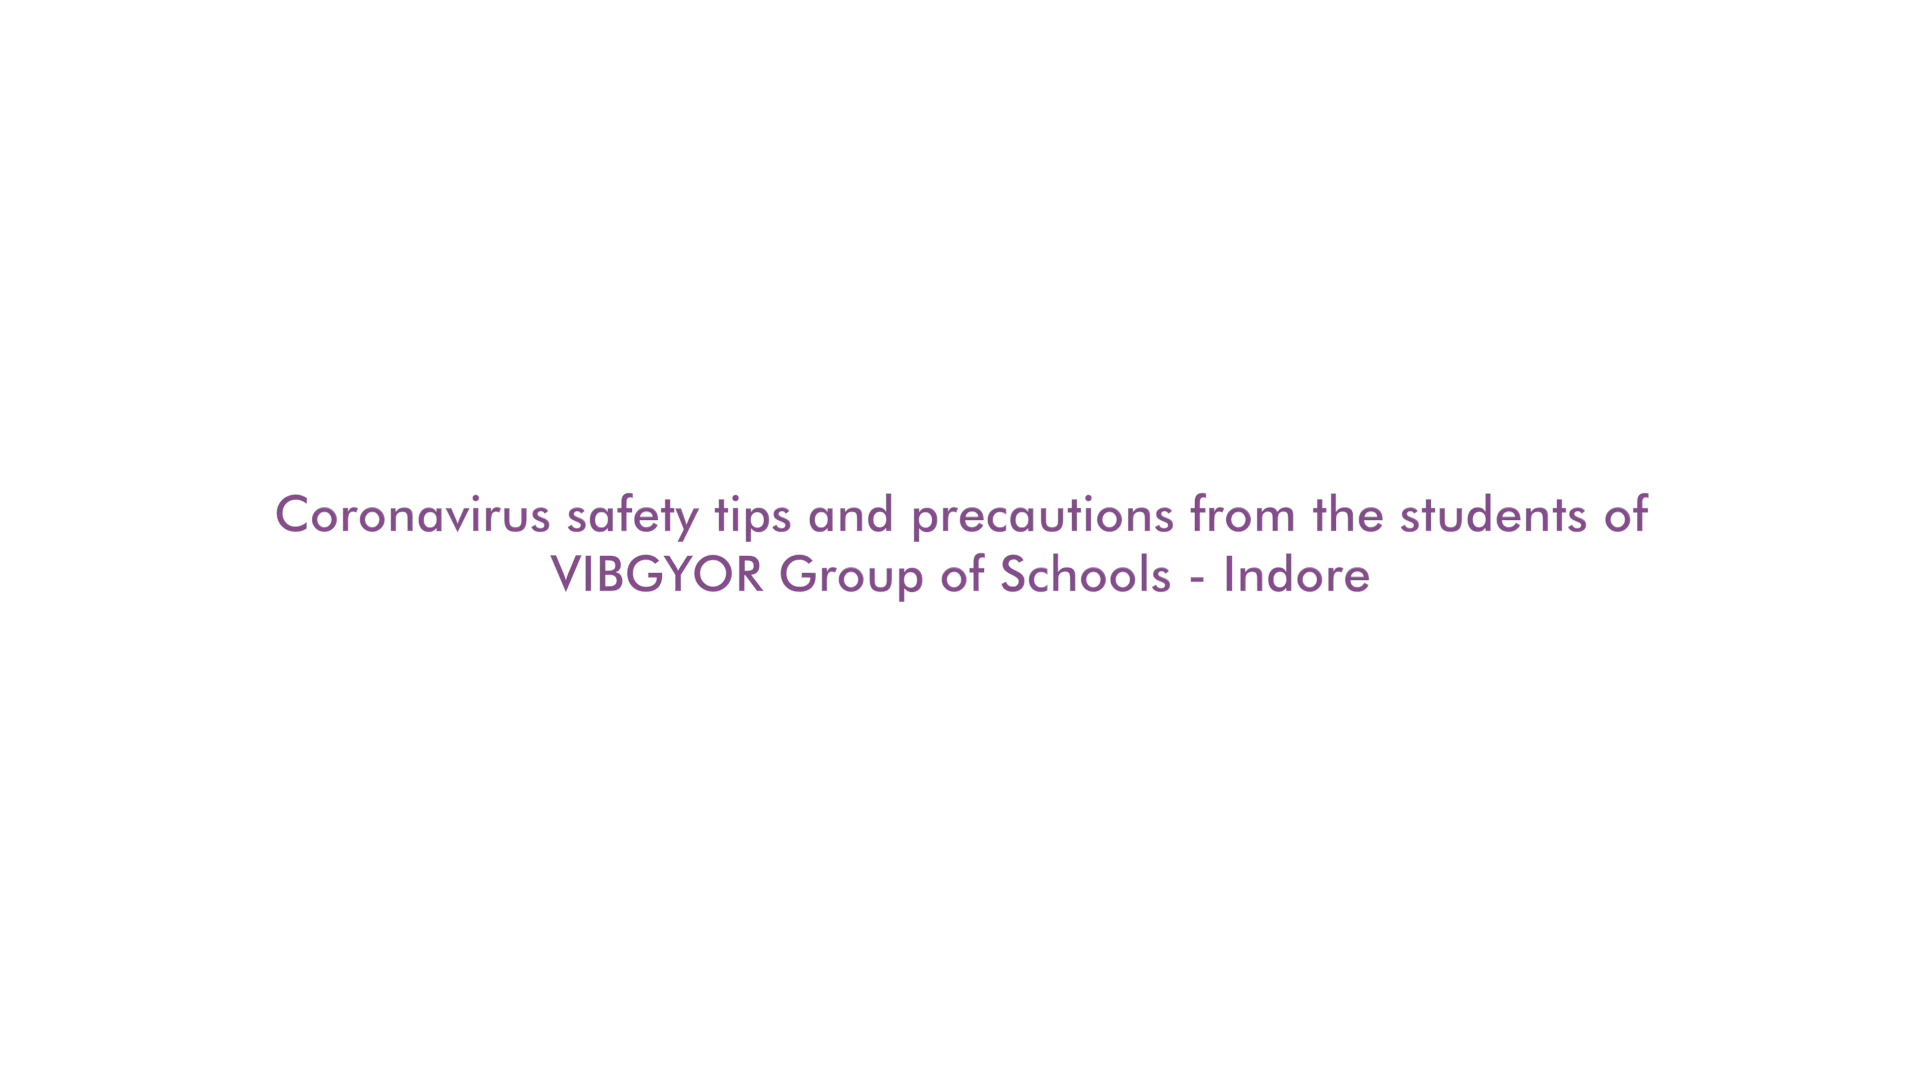 Coronavirus safety tips and precautions from the students of
VIBGYOR Group of Schools - Indore